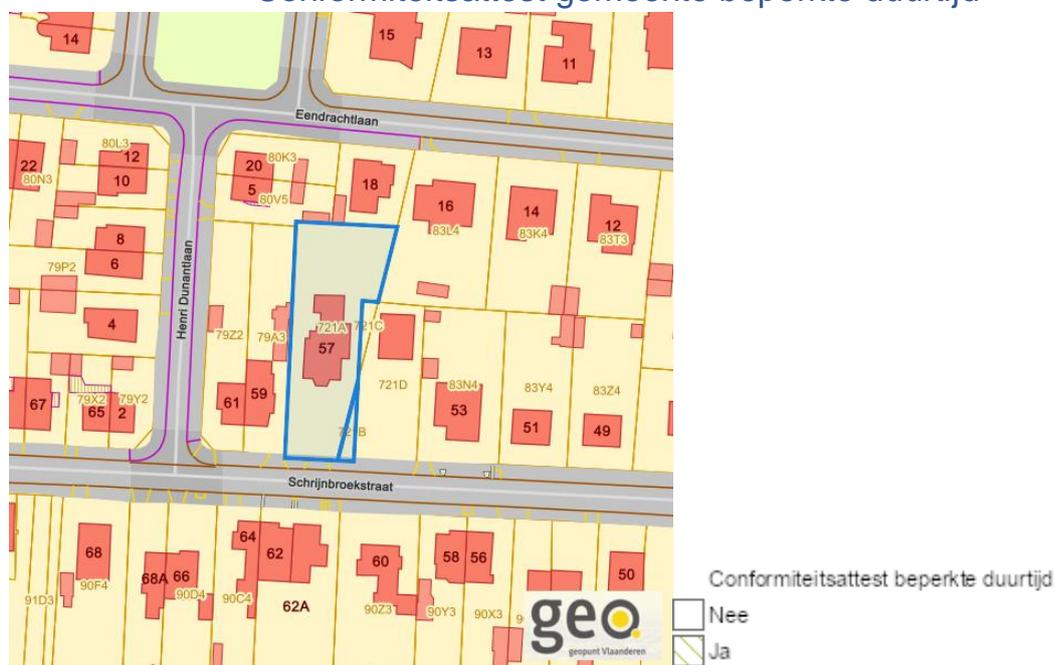 Conformiteitsattest gemeente beperkte duurtijd
14
15
13
11
Eendrachtlaan
80L3
12
22
80N3
10
20
80K3
5
80V5
18
16
83L4
14
83K4
12
83T3
8
6
79P2
Henri Dunantlaan
4
79Z2
79A3
721A
721C
57
721D
67
79X2
79Y2
65
2
61
59
83N4
53
83Y4
51
83Z4
49
Schrijnbroekstraat
68
90F4
91D3
68A
66
90D4
64
62
90C4
62A
60
90Z3
90Y3
58
56
90X3
50
geo
geopunt Vlaanderen
Conformiteitsattest beperkte duurtijd
Nee
Ja